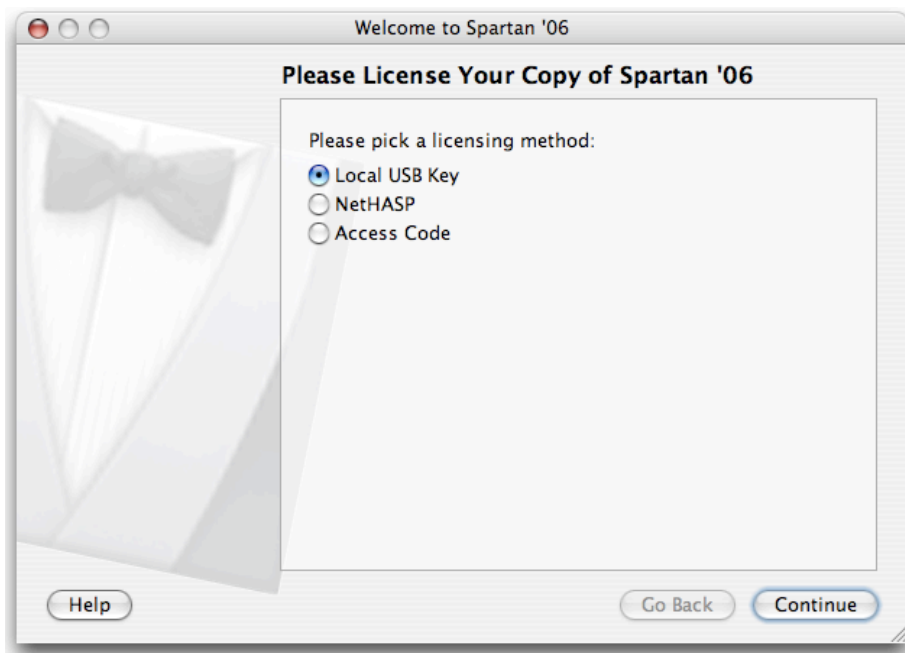 Welcome to Spartan '06
Please License Your Copy of Spartan '06
Please pick a licensing method:
Local USB Key
NetHASP
Access Code
Help
Go Back
Continue